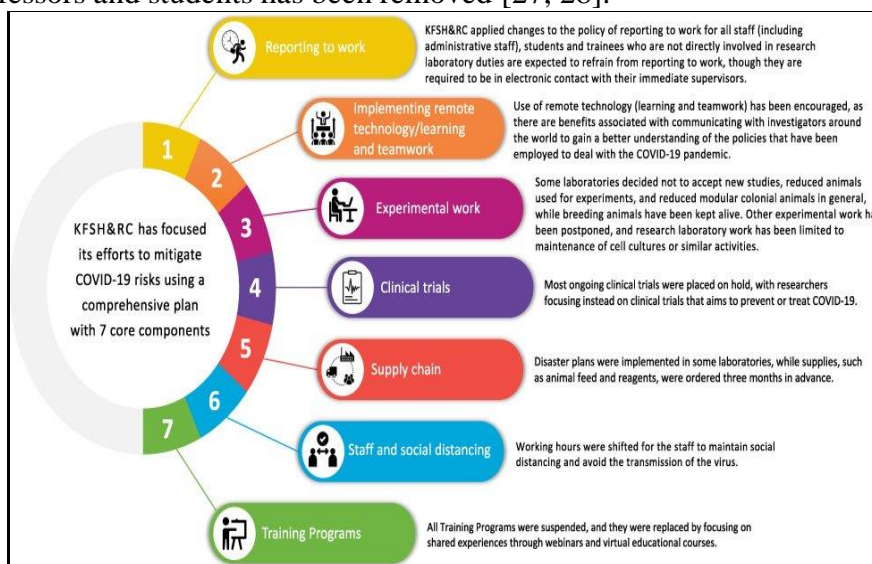 essors and students has been removed [27, 28].
KFSH&RC applied changes to the policy of reporting to work for all staff (including
administrative staff), students and trainees who are not directly involved in research
laboratory duties are expected to refrain from reporting to work, though they are
required to be in electronic contact with their immediate supervisors.
Reporting to work
1
Use of remote technology (learning and teamwork) has been encouraged, as
there are benefits associated with communicating with investigators around
the world to gain a better understanding of the policies that have been
employed to deal with the COVID-19 pandemic.
Implementing remote
technology/learning
and teamwork
2
Some laboratories decided not to accept new studies, reduced animals
used for experiments, and reduced modular colonial animals in general,
while breeding animals have been kept alive. Other experimental work
been postponed, and research laboratory work has been limited to
maintenance of cell cultures or similar activities.
Experimental work
3
KFSH&RC has focused
its efforts to mitigate
COVID-19 risks using a
comprehensive plan
with 7 core components
Most ongoing clinical trials were placed on hold, with researchers
focusing instead on clinical trials that aims to prevent or treat COVID.
Clinical trials
4
Disaster plans were implemented in some laboratories, while supplies, such
as animal feed and reagents, were ordered three months in advance.
Supply chain
5
Working hours were shifted for the staff to maintain social
distancing and avoid the transmission of the virus.
Staff and social distancing
6
All Training Programs were suspended, and they were replaced by focusing on
shared experiences through webinars and virtual educational courses.
Training Programs
7